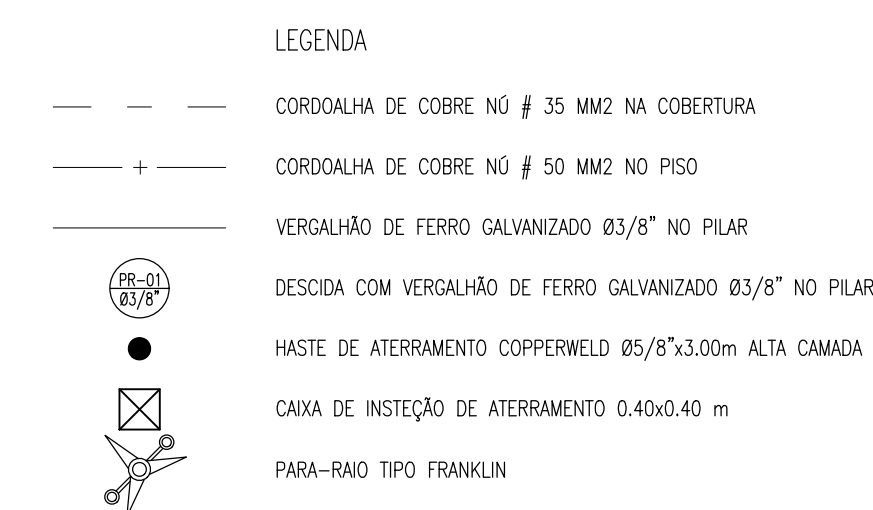 LEGENDA
CORDOALHA DE COBRE NÚ # 35 MM2 NA COBERTURA
CORDOALHA DE COBRE NÚ # 50 MM2 NO PISO
VERGALHÃO DE FERRO GALVANIZADO Ø3/8" NO PILAR
PR-01
Ø3/8"
DESCIDA COM VERGALHÃO DE FERRO GALVANIZADO Ø3/8" NO PILAR
HASTE DE ATERRAMENTO COPPERWELD Ø5/8"x3.00m ALTA CAMADA
CAIXA DE INSTEÇÃO DE ATERRAMENTO 0.40x0.40 m
PARA-RAIO TIPO FRANKLIN